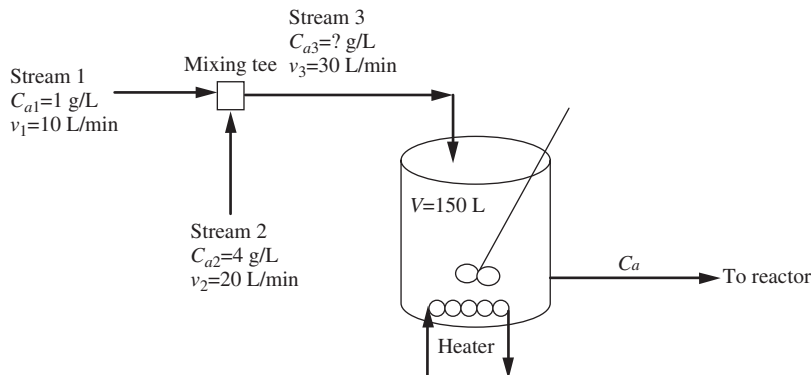 Stream 1
Cₐ₁=1 g/L
v₁=10 L/min
Mixing tee
Stream 3
Cₐ₃=? g/L
v₃=30 L/min
Stream 2
Cₐ₂=4 g/L
v₂=20 L/min
V=150 L
Cₐ
To reactor
Heater